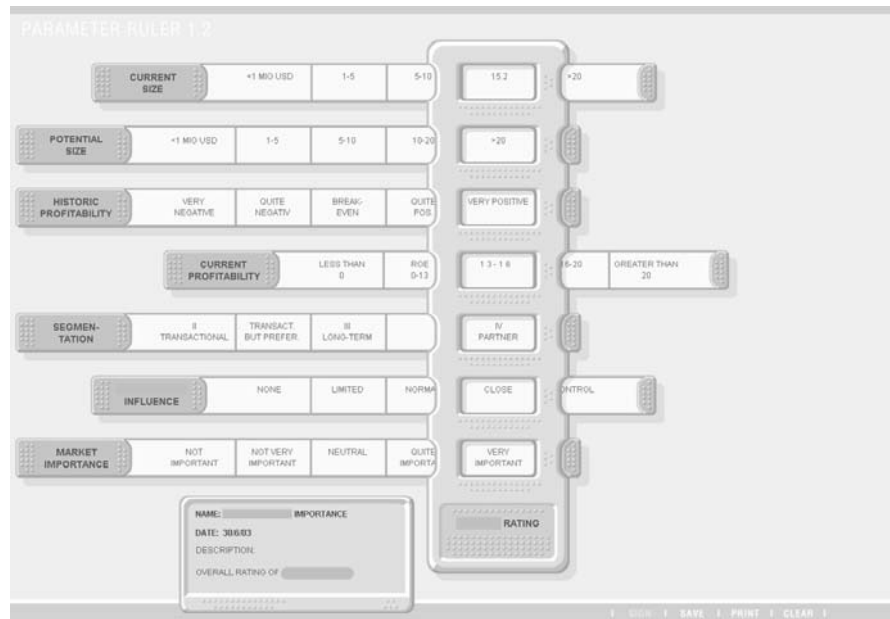 PARAMETER-RULER 1.2
CURRENT SIZE <1 MIO USD 1-5 5-10 15.2 +20
POTENTIAL SIZE <1 MIO USD 1-5 5-10 10-20 +20
HISTORIC PROFITABILITY VERY NEGATIVE QUITE NEGATIV BREAK-EVEN QUITE POS. VERY POSITIVE
CURRENT PROFITABILITY LESS THAN 0 ROE 0-13 13-16 16-20 GREATER THAN 20
SEGMEN-TATION II TRANSACTIONAL TRANSACT. BUT PREFER. III LONG-TERM IV PARTNER
INFLUENCE NONE LIMITED NORMA CLOSE ONTROL
MARKET IMPORTANCE NOT IMPORTANT NOT VERY IMPORTANT NEUTRAL QUITE IMPORTA VERY IMPORTANT
NAME: IMPORTANCE
DATE: 30/6/03
DESCRIPTION:
OVERALL RATING OF
RATING
I SIGN I SAVE I PRINT I CLEAR I